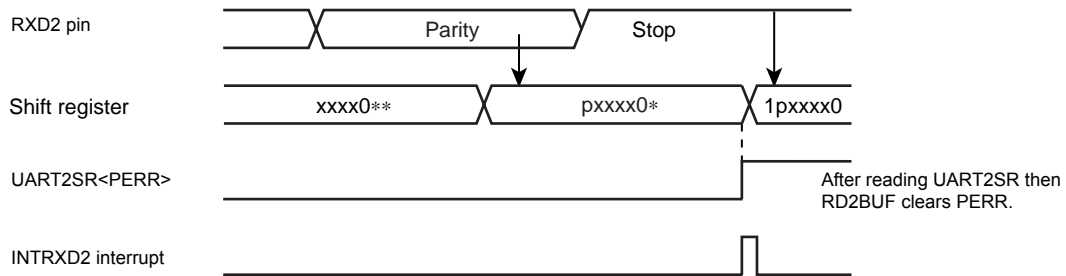 RXD2 pin
Parity
Stop
Shift register
xxxx0**
pxxxx0*
1pxxxx0
UART2SR<PERR>
After reading UART2SR then
RD2BUF clears PERR.
INTRXD2 interrupt